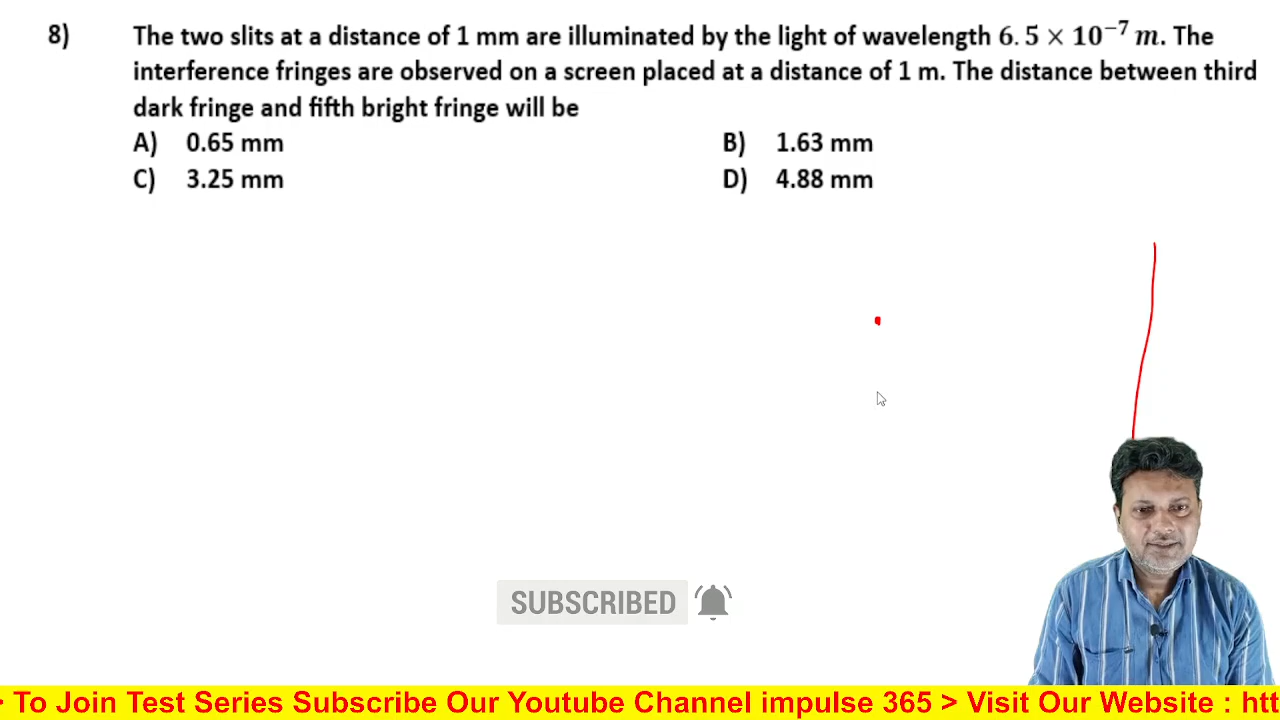 8) The two slits at a distance of 1 mm are illuminated by the light of wavelength 6.5 × 10⁻⁷ m. The
interference fringes are observed on a screen placed at a distance of 1 m. The distance between third
dark fringe and fifth bright fringe will be
A) 0.65 mm B) 1.63 mm
C) 3.25 mm D) 4.88 mm
SUBSCRIBED
> To Join Test Series Subscribe Our Youtube Channel impulse 365 > Visit Our Website : htt